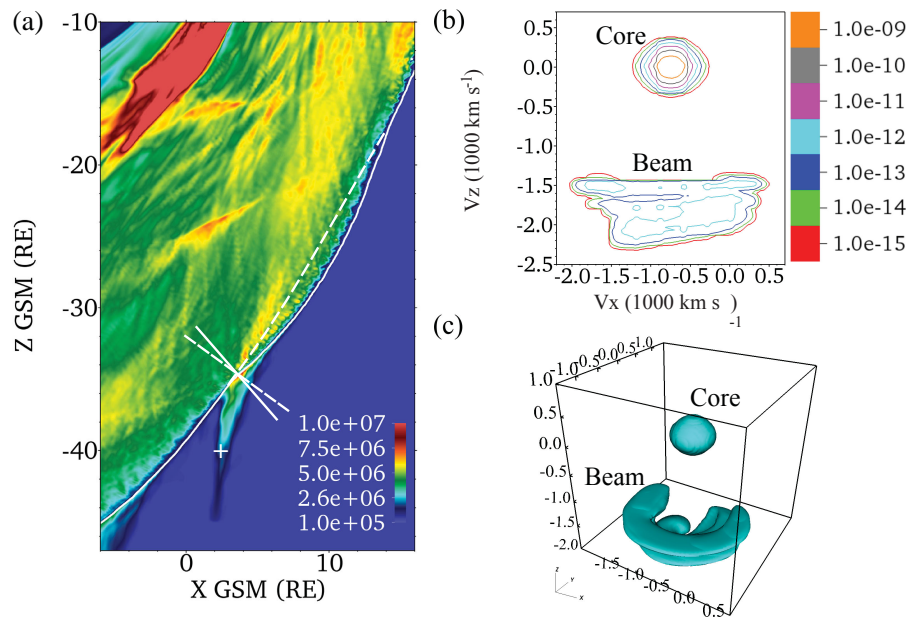 (a)
-10
-20
-30
-40
Z GSM (RE)
1.0e+07
7.5e+06
5.0e+06
2.6e+06
1.0e+05
0
10
X GSM (RE)
(b)
0.5
0.0
-0.5
-1.0
-1.5
-2.0
-2.5
Vz (1000 km s⁻¹)
Core
Beam
-2.0 -1.5 -1.0 -0.5 0.0 0.5
Vx (1000 km s )
-1
1.0e-09
1.0e-10
1.0e-11
1.0e-12
1.0e-13
1.0e-14
1.0e-15
(c)
-1.0 -0.5 0.0 0.5 1.0
1.0
0.5
0.0
-0.5
-1.0
-1.5
-2.0
Core
Beam
-1.5
-1.0
-0.5
0.0
0.5
Z
Y
X